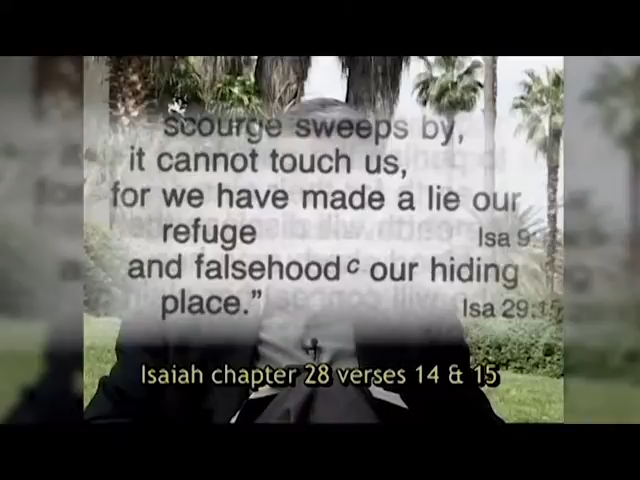 scourge sweeps by,
it cannot touch us,
for we have made a lie our
refuge
Isa 9:
and falsehood c our hiding
place.”
Isa 29:15
Isaiah chapter 28 verses 14 & 15